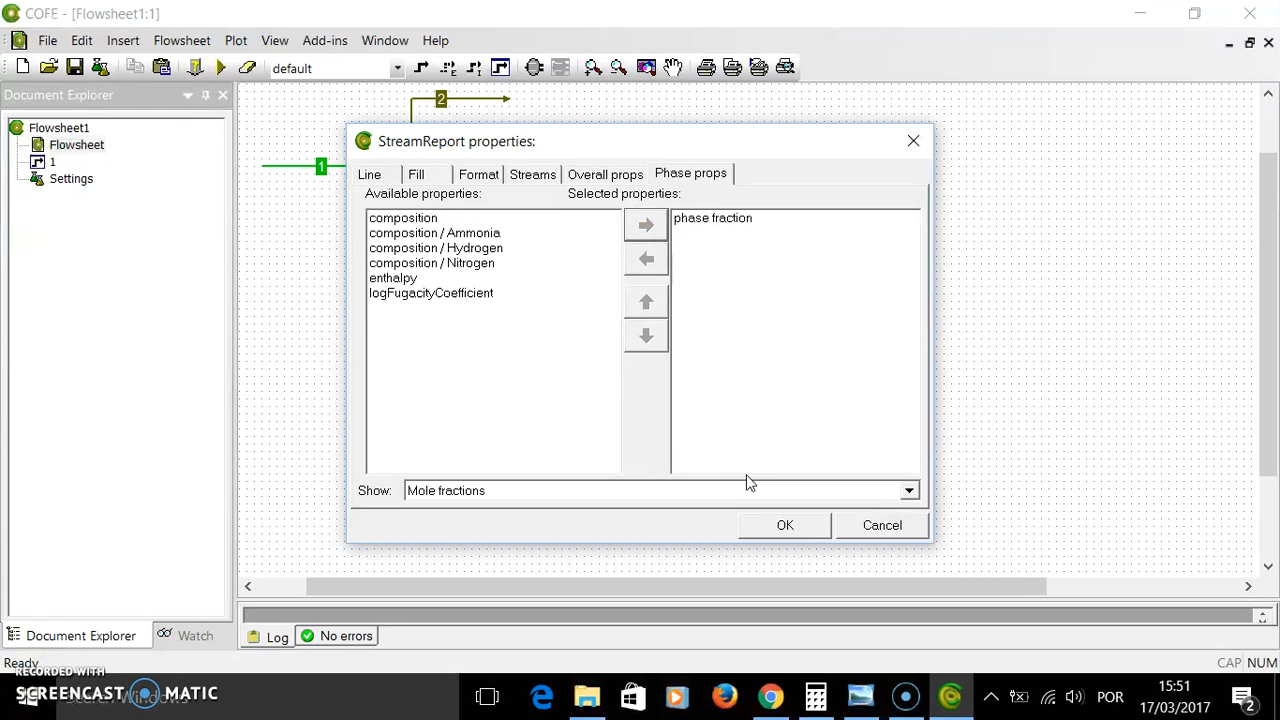 COFE - [Flowsheet1:1]
File Edit Insert Flowsheet Plot View Add-ins Window Help
default
Document Explorer
Flowsheet1
Flowsheet
1
Settings
2
1
StreamReport properties:
Line Fill Format Streams Overall props Phase props
Available properties: Selected properties:
composition
composition / Ammonia
composition / Hydrogen
composition / Nitrogen
enthalpy
logFugacityCoefficient
phase fraction
Show: Mole fractions
OK Cancel
Document Explorer Watch
Log No errors
Ready
CAP NUM
RECORDED WITH
SCREENCAST MATIC
Search Windows
POR
15:51
17/03/2017
2